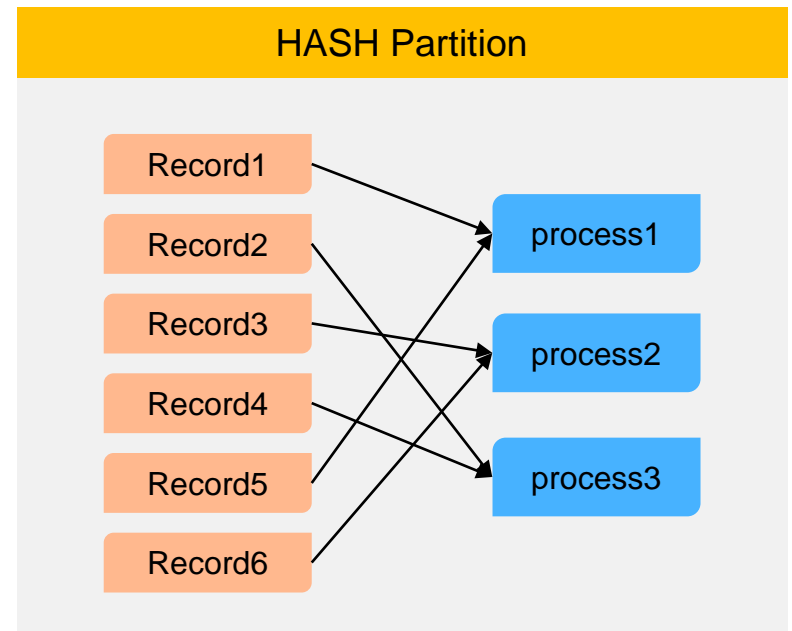 HASH Partition
Record1
Record2
Record3
Record4
Record5
Record6
process1
process2
process3